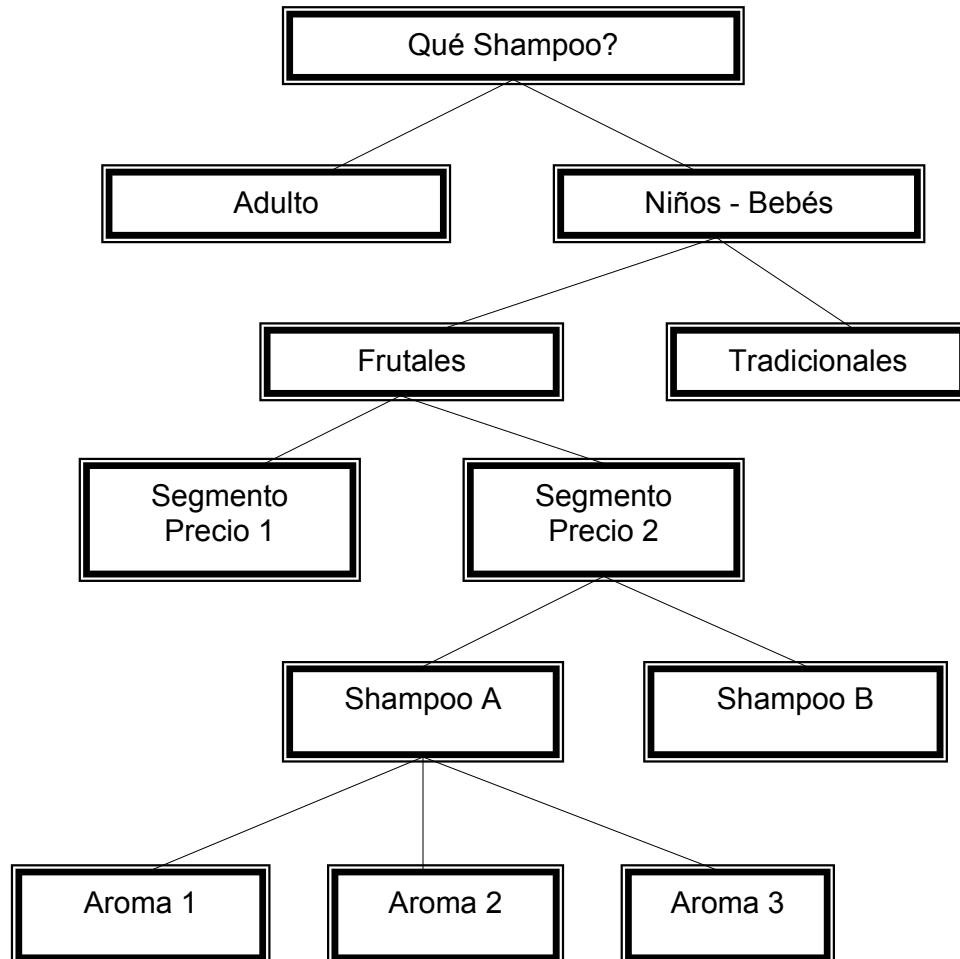 Qué Shampoo?
Adulto
Niños - Bebés
Frutales
Tradicionales
Segmento
Precio 1
Segmento
Precio 2
Shampoo A
Shampoo B
Aroma 1
Aroma 2
Aroma 3